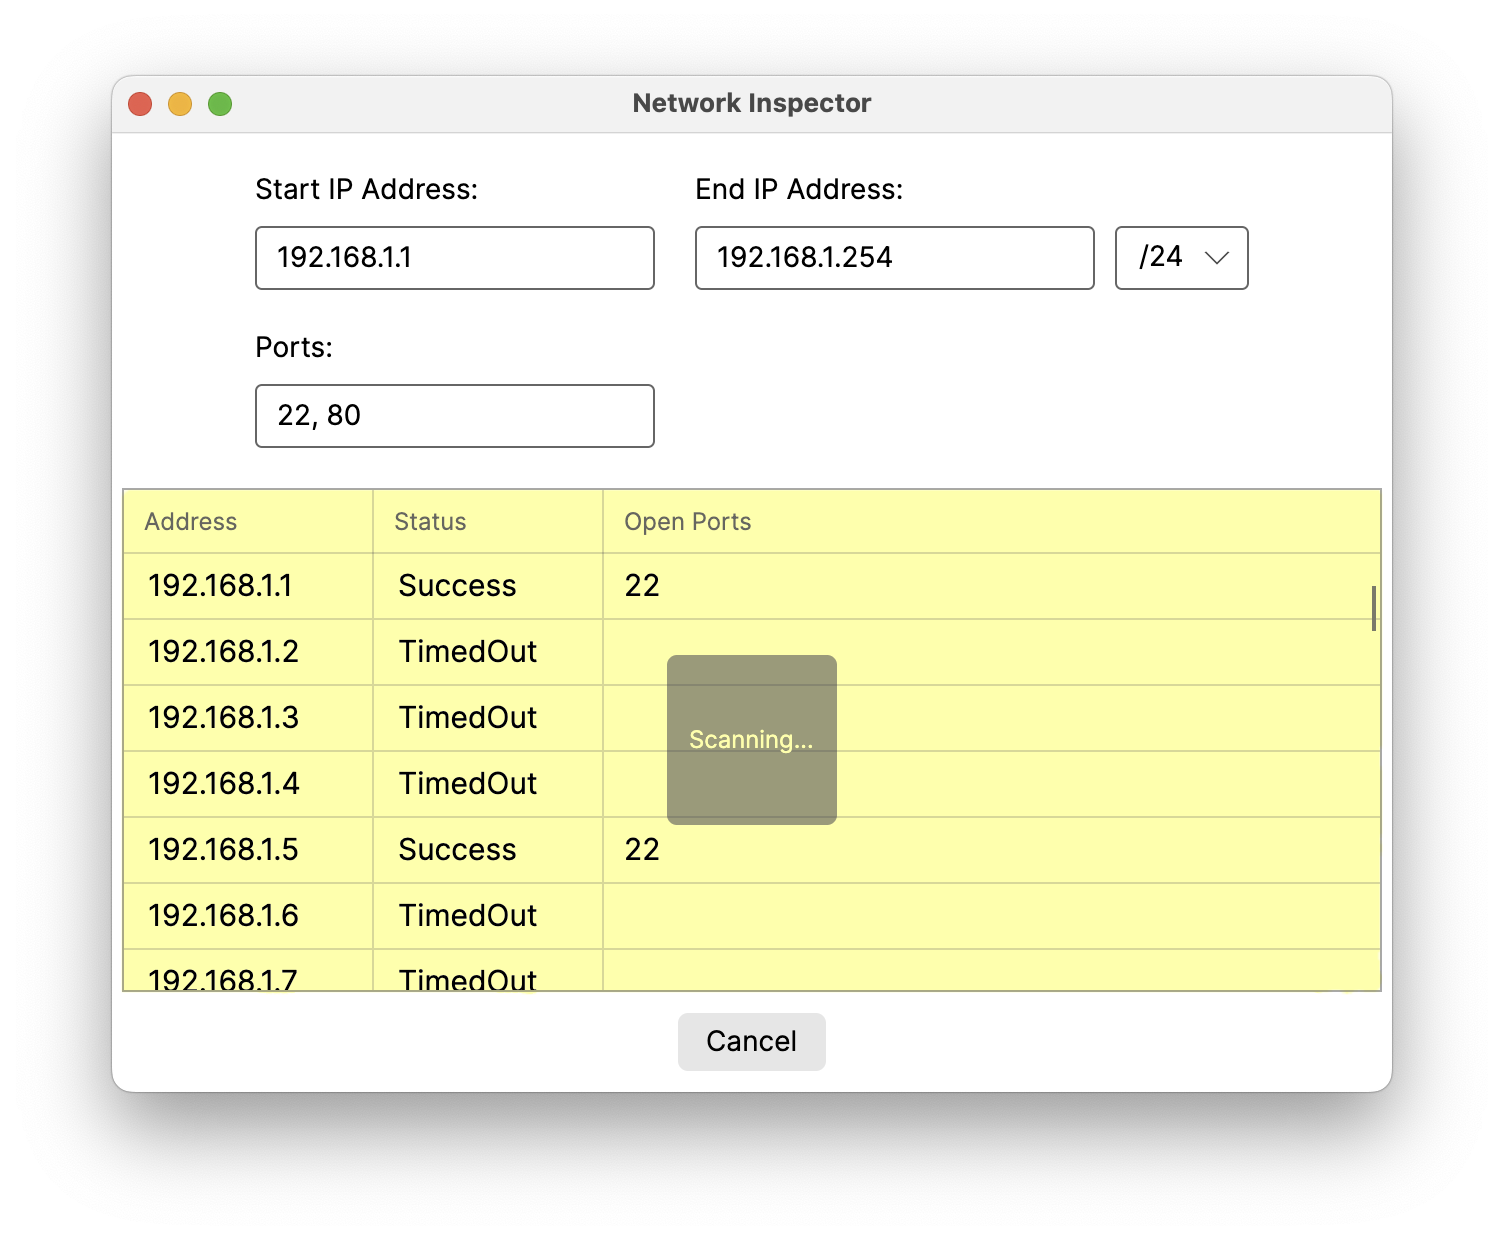 Network Inspector
Start IP Address: End IP Address:
192.168.1.1 192.168.1.254 /24
Ports:
22, 80
Address Status Open Ports
192.168.1.1 Success 22
192.168.1.2 TimedOut
192.168.1.3 TimedOut
Scanning...
192.168.1.4 TimedOut
192.168.1.5 Success 22
192.168.1.6 TimedOut
192.168.1.7 TimedOut
Cancel